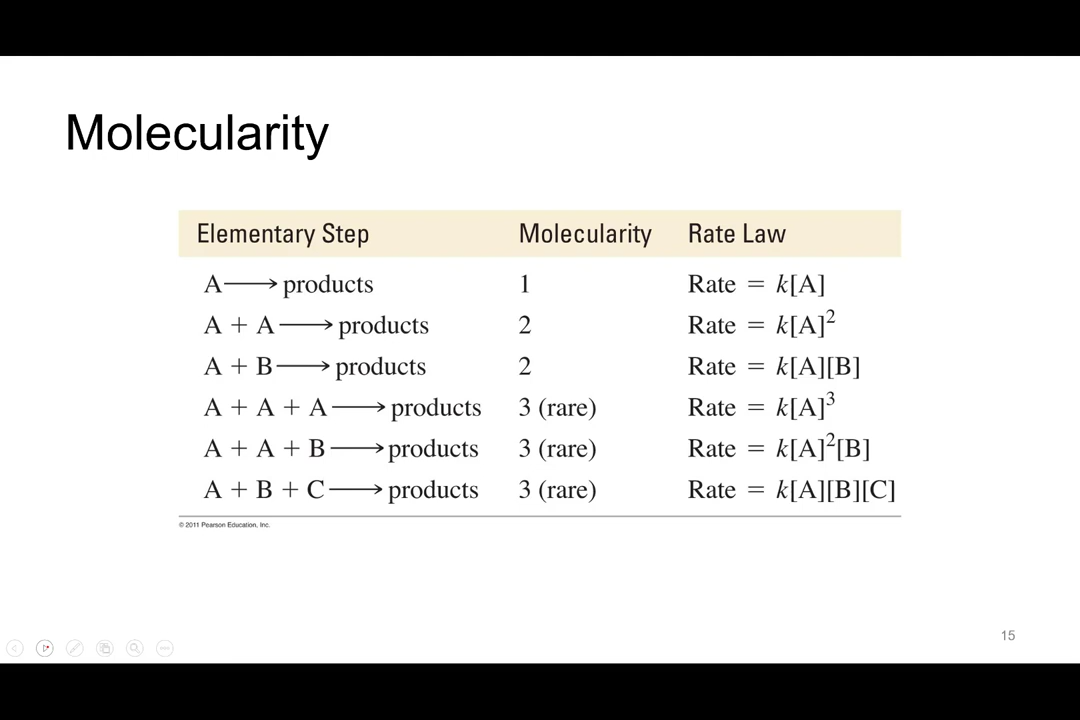 Molecularity
Elementary Step Molecularity Rate Law
A ⟶ products 1 Rate = k[A]
A + A ⟶ products 2 Rate = k[A]²
A + B ⟶ products 2 Rate = k[A][B]
A + A + A ⟶ products 3 (rare) Rate = k[A]³
A + A + B ⟶ products 3 (rare) Rate = k[A]²[B]
A + B + C ⟶ products 3 (rare) Rate = k[A][B][C]
© 2011 Pearson Education, Inc.
15